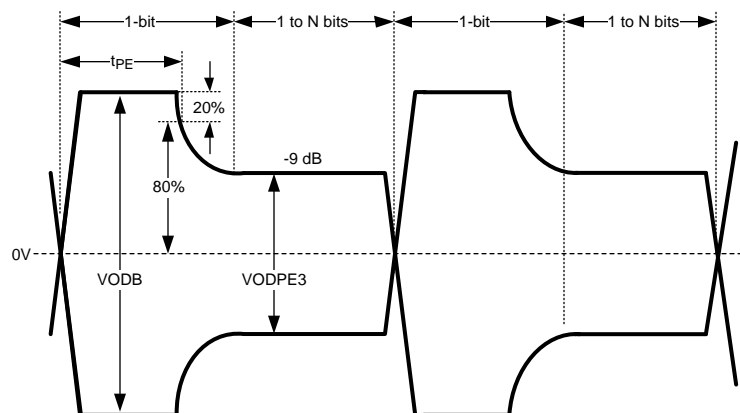 1-bit
1 to N bits
1-bit
1 to N bits
tPE
20%
-9 dB
80%
0V
VODB
VODPE3